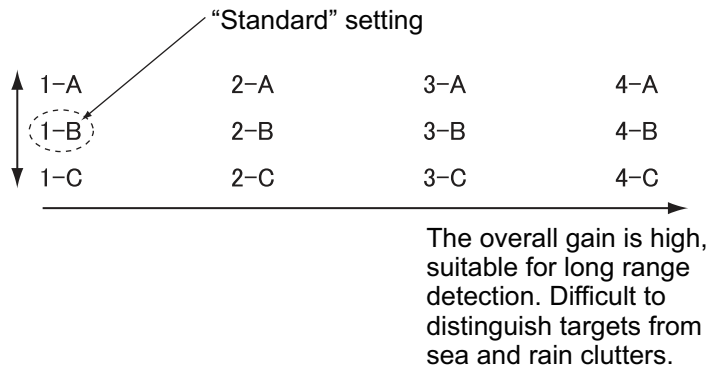 “Standard” setting
1-A 2-A 3-A 4-A
1-B 2-B 3-B 4-B
1-C 2-C 3-C 4-C
The overall gain is high,
suitable for long range
detection. Difficult to
distinguish targets from
sea and rain clutters.